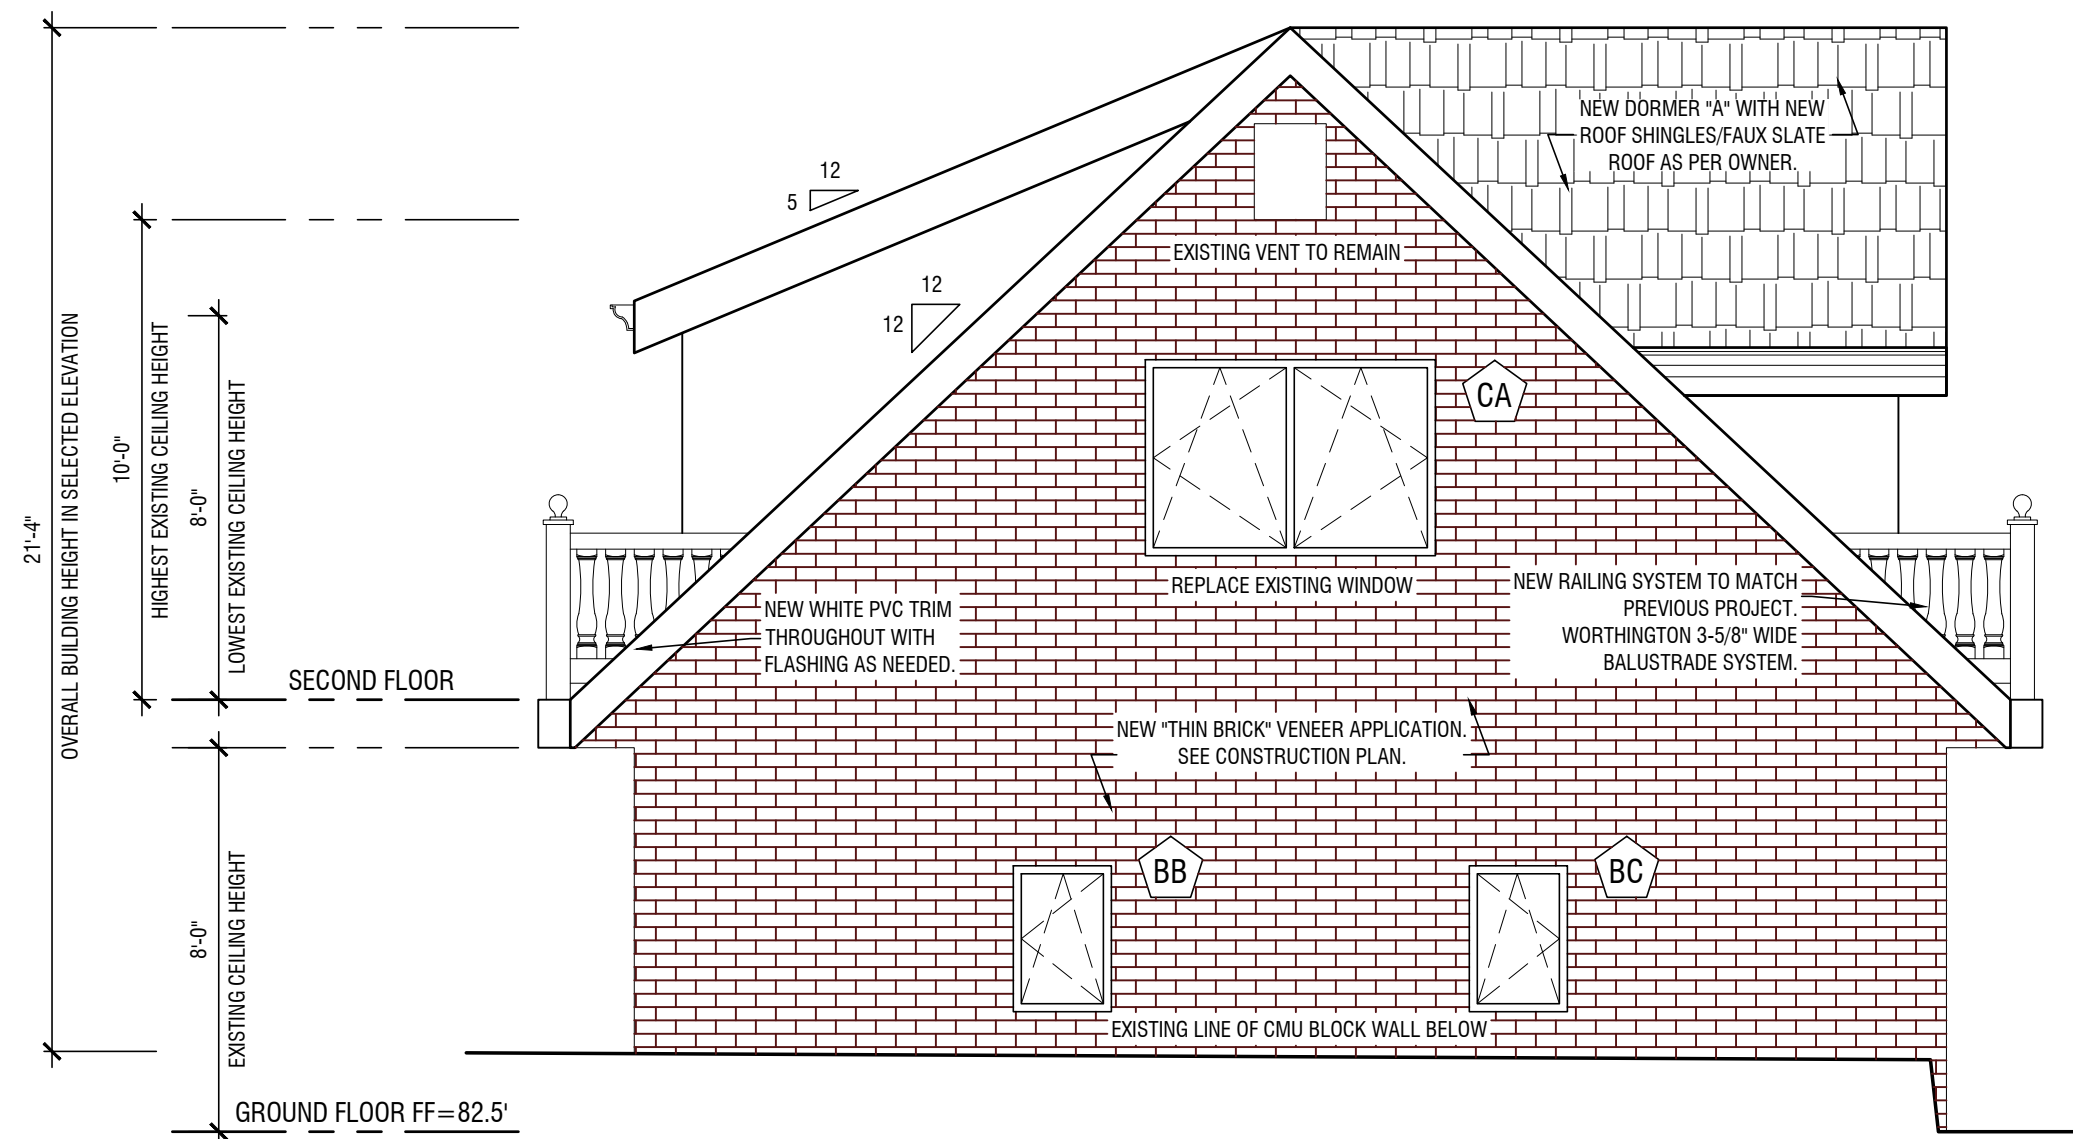 NEW DORMER "A" WITH NEW
ROOF SHINGLES/FAUX SLATE
ROOF AS PER OWNER.
12
5
EXISTING VENT TO REMAIN
12
12
CA
21'-4"
OVERALL BUILDING HEIGHT IN SELECTED ELEVATION
10'-0"
HIGHEST EXISTING CEILING HEIGHT
8'-0"
LOWEST EXISTING CEILING HEIGHT
REPLACE EXISTING WINDOW
NEW RAILING SYSTEM TO MATCH
PREVIOUS PROJECT.
WORTHINGTON 3-5/8" WIDE
BALUSTRADE SYSTEM.
NEW WHITE PVC TRIM
THROUGHOUT WITH
FLASHING AS NEEDED.
SECOND FLOOR
NEW "THIN BRICK" VENEER APPLICATION.
SEE CONSTRUCTION PLAN.
BB
BC
8'-0"
EXISTING CEILING HEIGHT
EXISTING LINE OF CMU BLOCK WALL BELOW
GROUND FLOOR FF=82.5'